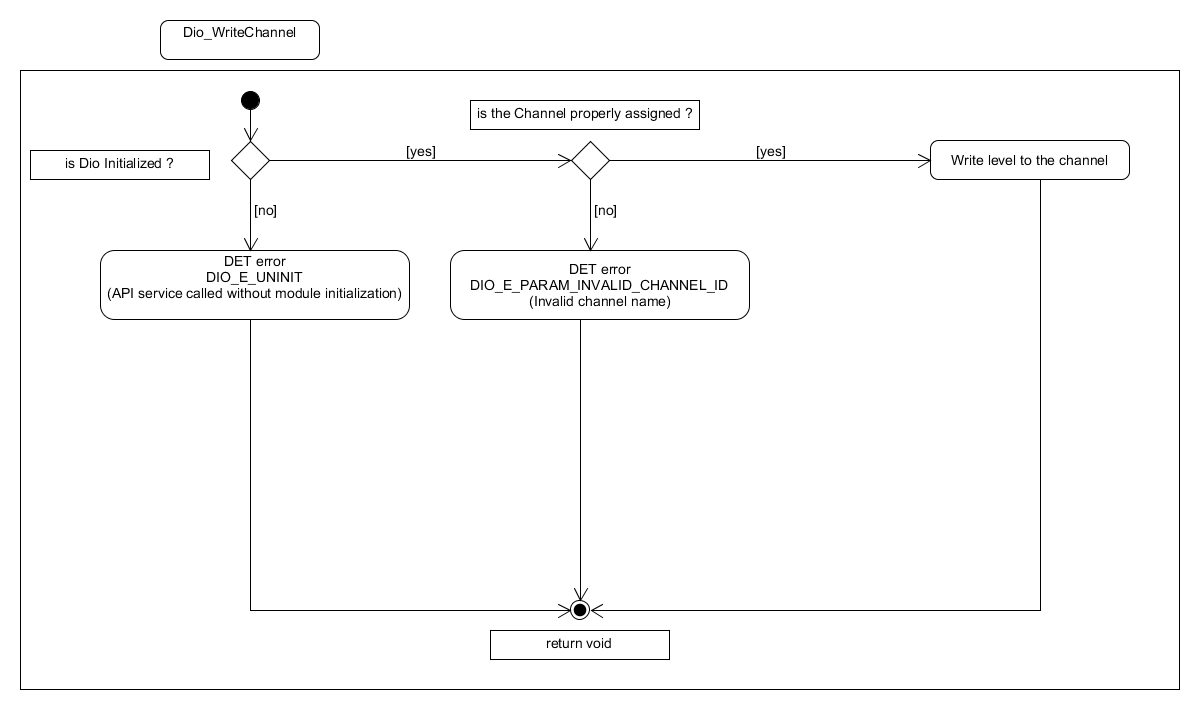 Dio_WriteChannel
is the Channel properly assigned ?
is Dio Initialized ?
[yes]
[yes]
Write level to the channel
[no]
[no]
DET error
DIO_E_UNINIT
(API service called without module initialization)
DET error
DIO_E_PARAM_INVALID_CHANNEL_ID
(Invalid channel name)
return void